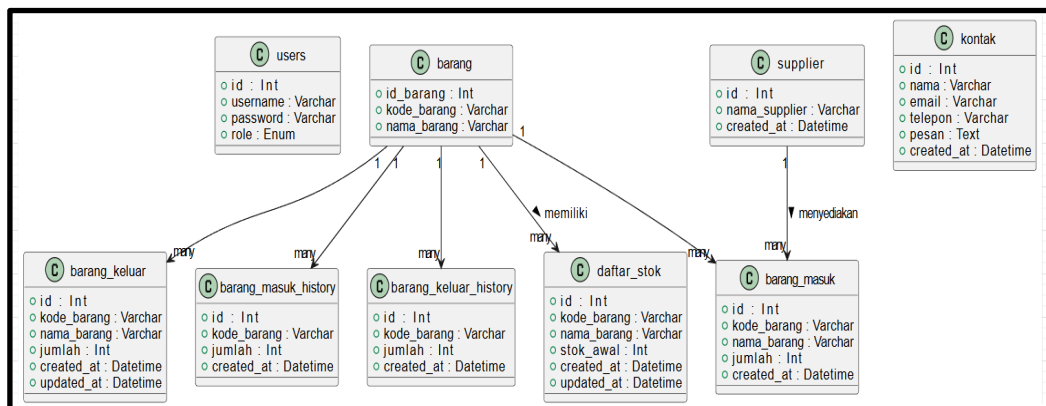 C users
id : Int
username : Varchar
password : Varchar
role : Enum
C barang
id_barang : Int
kode_barang : Varchar
nama_barang : Varchar
C supplier
id : Int
nama_supplier : Varchar
created_at : Datetime
C kontak
id : Int
nama : Varchar
email : Varchar
telepon : Varchar
pesan : Text
created_at : Datetime
1
1
1
1
1
1
memiliki
menyediakan
many
many
many
many
many
many
C barang_keluar
id : Int
kode_barang : Varchar
nama_barang : Varchar
jumlah : Int
created_at : Datetime
updated_at : Datetime
C barang_masuk_history
id : Int
kode_barang : Varchar
jumlah : Int
created_at : Datetime
C barang_keluar_history
id : Int
kode_barang : Varchar
jumlah : Int
created_at : Datetime
C daftar_stok
id : Int
kode_barang : Varchar
nama_barang : Varchar
stok_awal : Int
created_at : Datetime
updated_at : Datetime
C barang_masuk
id : Int
kode_barang : Varchar
nama_barang : Varchar
jumlah : Int
created_at : Datetime